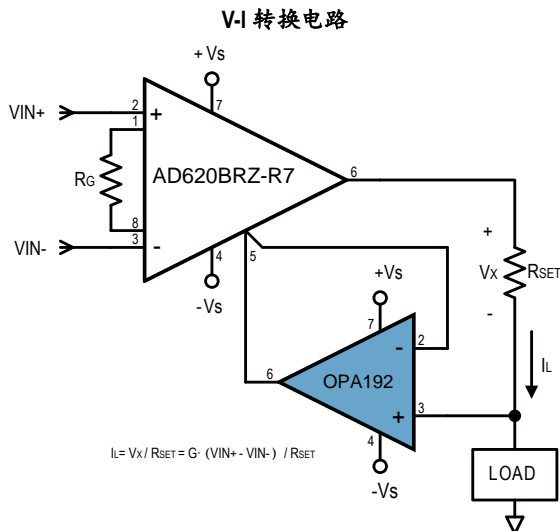 V-I 转换电路
+ Vs
VIN+
2
+
7
1
RG
AD620BRZ-R7
6
8
VIN-
3
-
4
5
-Vs
+
VX
RSET
-
+Vs
7
2
-
6
OPA192
IL
+
3
4
-Vs
IL= VX / RSET = G· (VIN+ - VIN-) / RSET
LOAD